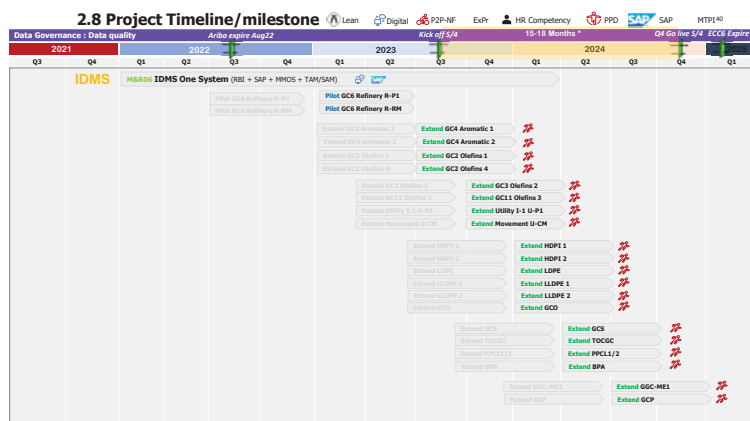 2.8 Project Timeline/milestone Lean Digital P2P-NF ExPr HR Competency PPD SAP SAP MTPI⁴⁰
Data Governance : Data quality Ariba expire Aug22 Kick off S/4 15-18 Months * Q4 Go live S/4 ECC6 Expire
2021 2022 2023 2024 2025
Q3 Q4 Q1 Q2 Q3 Q4 Q1 Q2 Q3 Q4 Q1 Q2 Q3 Q4 Q1
IDMS M&R06 IDMS One System (RBI + SAP + MMOS + TAM/SAM) SAP
Pilot GC6 Refinery R-P1 Pilot GC6 Refinery R-P1
Pilot GC6 Refinery R-RM Pilot GC6 Refinery R-RM
Extend GC4 Aromatic 1 Extend GC4 Aromatic 1
Extend GC4 Aromatic 2 Extend GC4 Aromatic 2
Extend GC2 Olefins 1 Extend GC2 Olefins 1
Extend GC2 Olefins 4 Extend GC2 Olefins 4
Extend GC3 Olefins 2 Extend GC3 Olefins 2
Extend GC11 Olefins 3 Extend GC11 Olefins 3
Extend Utility I-1 U-P1 Extend Utility I-1 U-P1
Extend Movement U-CM Extend Movement U-CM
Extend HDPI 1 Extend HDPI 1
Extend HDPI 2 Extend HDPI 2
Extend LDPE Extend LDPE
Extend LLDPE 1 Extend LLDPE 1
Extend LLDPE 2 Extend LLDPE 2
Extend GCO Extend GCO
Extend GCS Extend GCS
Extend TOCGC Extend TOCGC
Extend PPCL1/2 Extend PPCL1/2
Extend BPA Extend BPA
Extend GGC-ME1 Extend GGC-ME1
Extend GCP Extend GCP